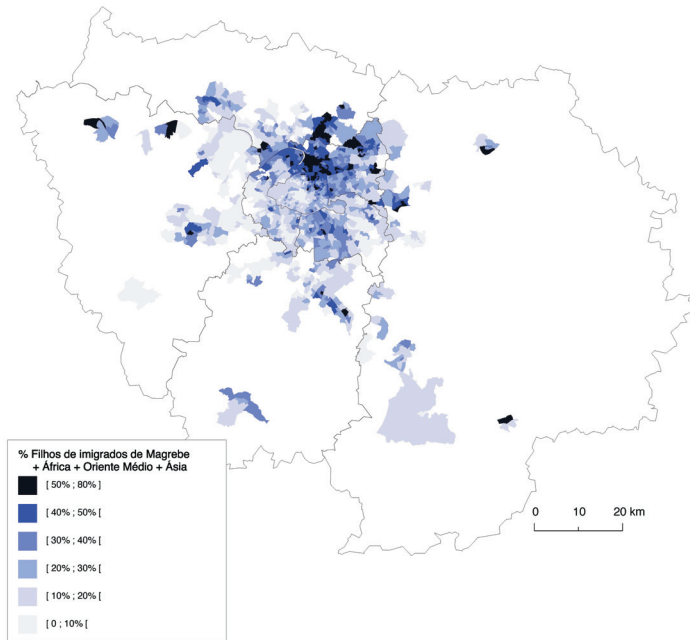 % Filhos de imigrados de Magrebe
+ África + Oriente Médio + Ásia
[ 50% ; 80% [
[ 40% ; 50% [
[ 30% ; 40% [
[ 20% ; 30% [
[ 10% ; 20% [
[ 0 ; 10% [
0 10 20 km